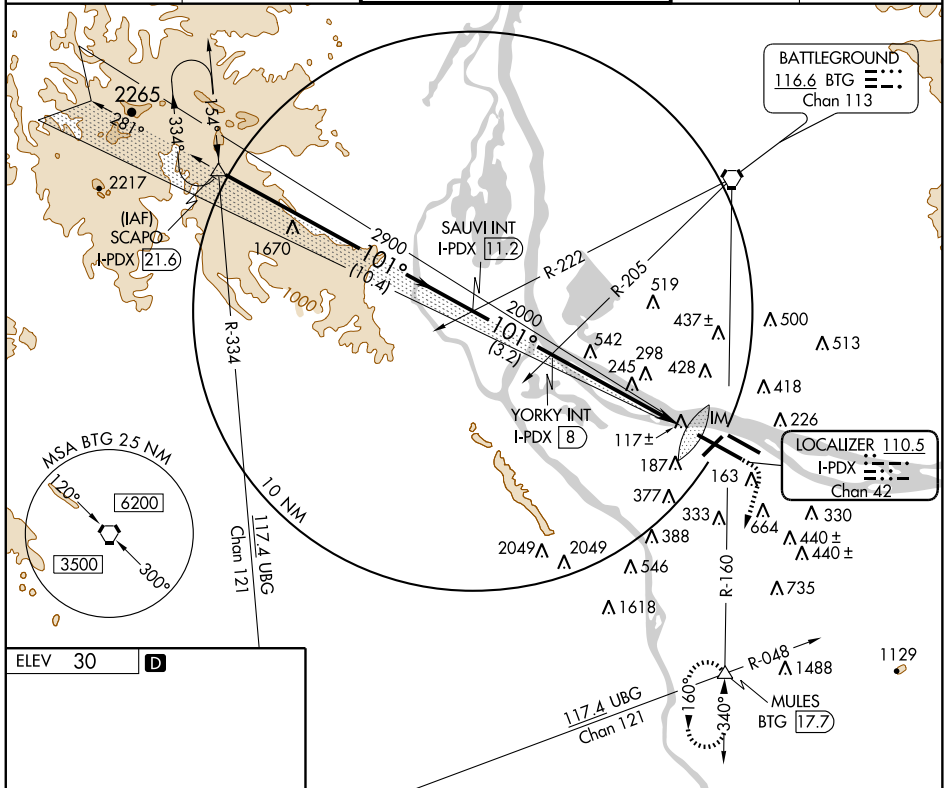 BATTLEGROUND
116.6 BTG
Chan 113
2265
281°
334°
154°
2217
(IAF)
SCAPO
I-PDX 21.6
1670
1000
2900
101°
(10.4)
SAUVI INT
I-PDX 11.2
R-222
R-205
2000
101°
(3.2)
519
437 ±
500
513
542
298
245
428
418
226
YORKY INT
I-PDX 8
117 ±
IM
187
163
LOCALIZER 110.5
I-PDX
Chan 42
R-334
MSA BTG 25 NM
120°
6200
3500
300°
10 NM
117.4 UBG
Chan 121
377
333
664
330
388
440 ±
440 ±
2049
2049
546
735
1618
R-160
R-048
1488
1129
160°
340°
MULES
BTG 17.7
117.4 UBG
Chan 121
ELEV 30 D